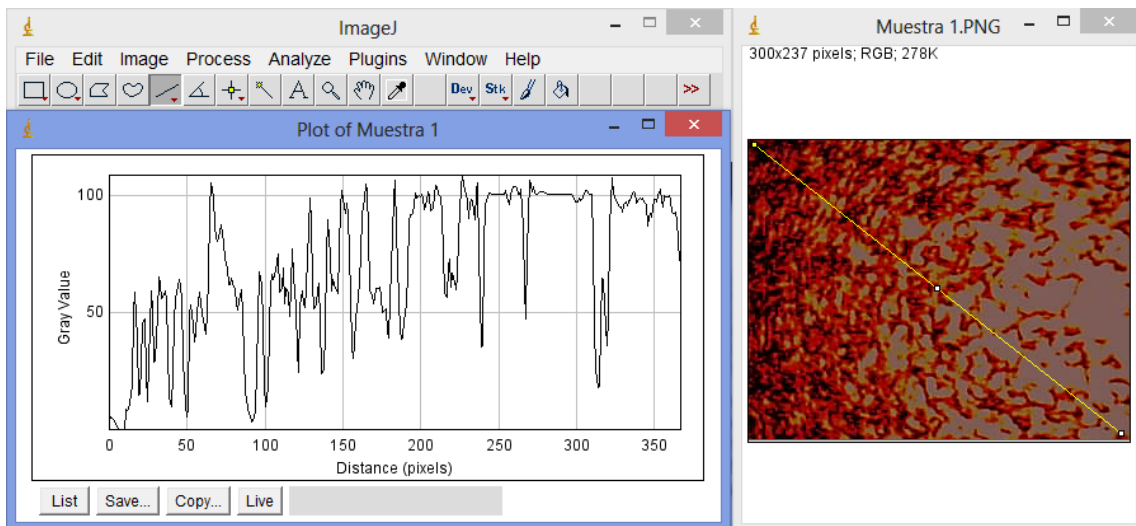 ImageJ
File Edit Image Process Analyze Plugins Window Help
A Dev Stk >>
Plot of Muestra 1
100
50
Gray Value
0 50 100 150 200 250 300 350
Distance (pixels)
List Save... Copy... Live
Muestra 1.PNG
300x237 pixels; RGB; 278K